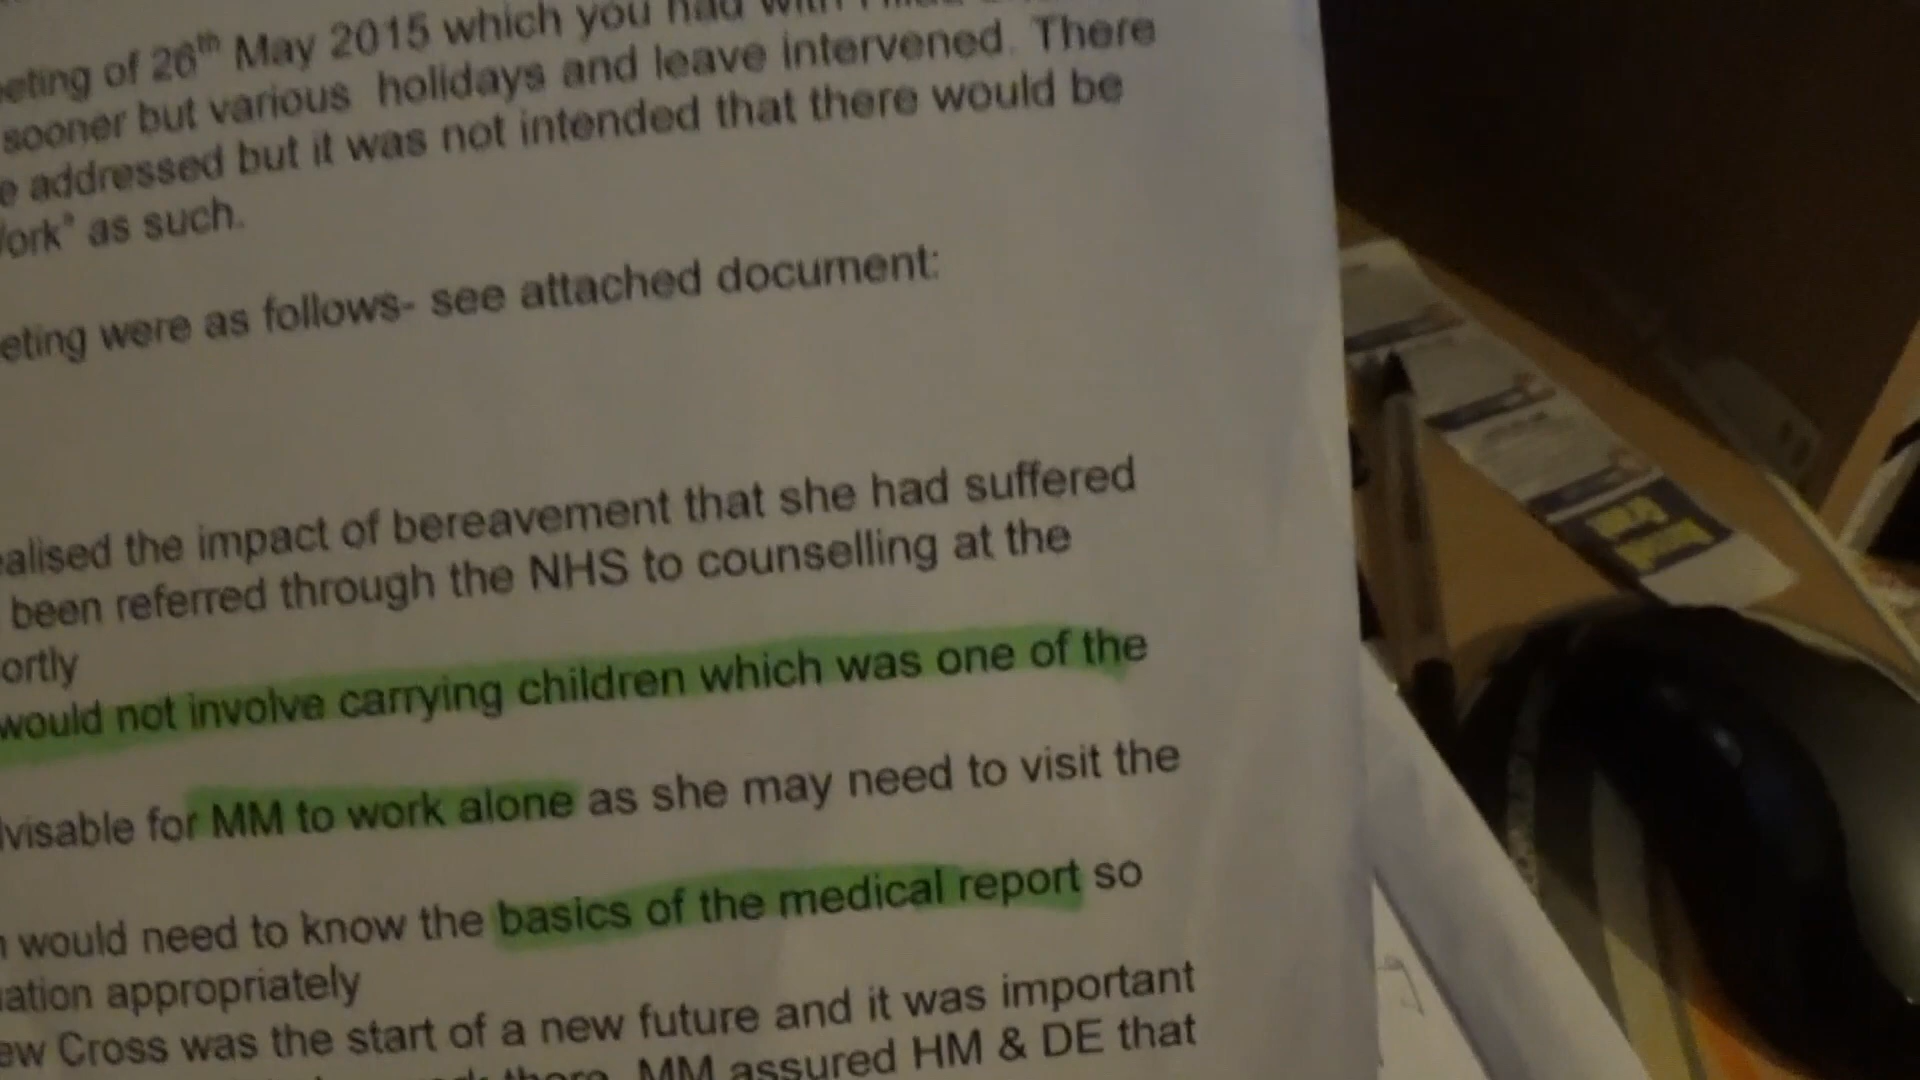 eting of 26th May 2015 which you had with
sooner but various holidays and leave intervened. There
e addressed but it was not intended that there would be
ork" as such.
eting were as follows- see attached document:
alised the impact of bereavement that she had suffered
been referred through the NHS to counselling at the
ortly
would not involve carrying children which was one of the
visable for MM to work alone as she may need to visit the
would need to know the basics of the medical report so
ation appropriately
ew Cross was the start of a new future and it was important
there. MM assured HM & DE that